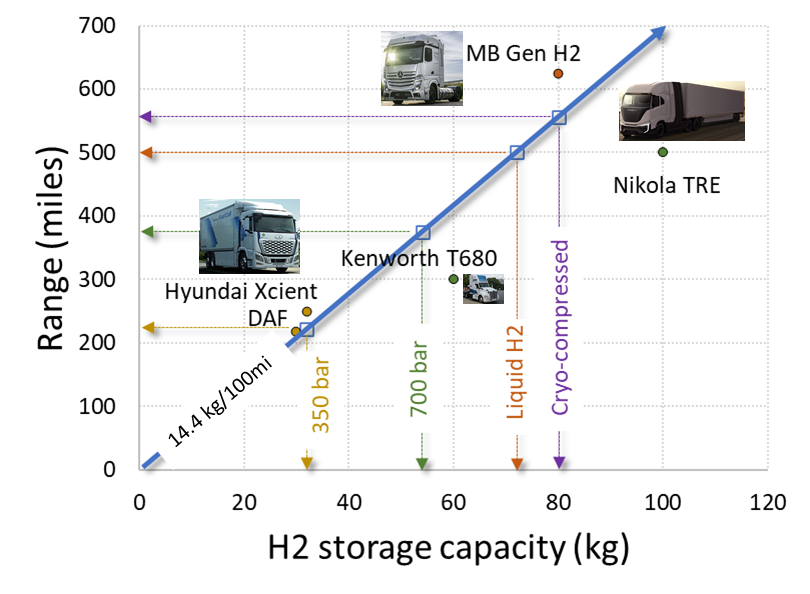 700
600
500
400
300
200
100
0
Range (miles)
MB Gen H2
Nikola TRE
Kenworth T680
Hyundai Xcient
DAF
14.4 kg/100mi
350 bar
700 bar
Liquid H2
Cryo-compressed
0 20 40 60 80 100 120
H2 storage capacity (kg)